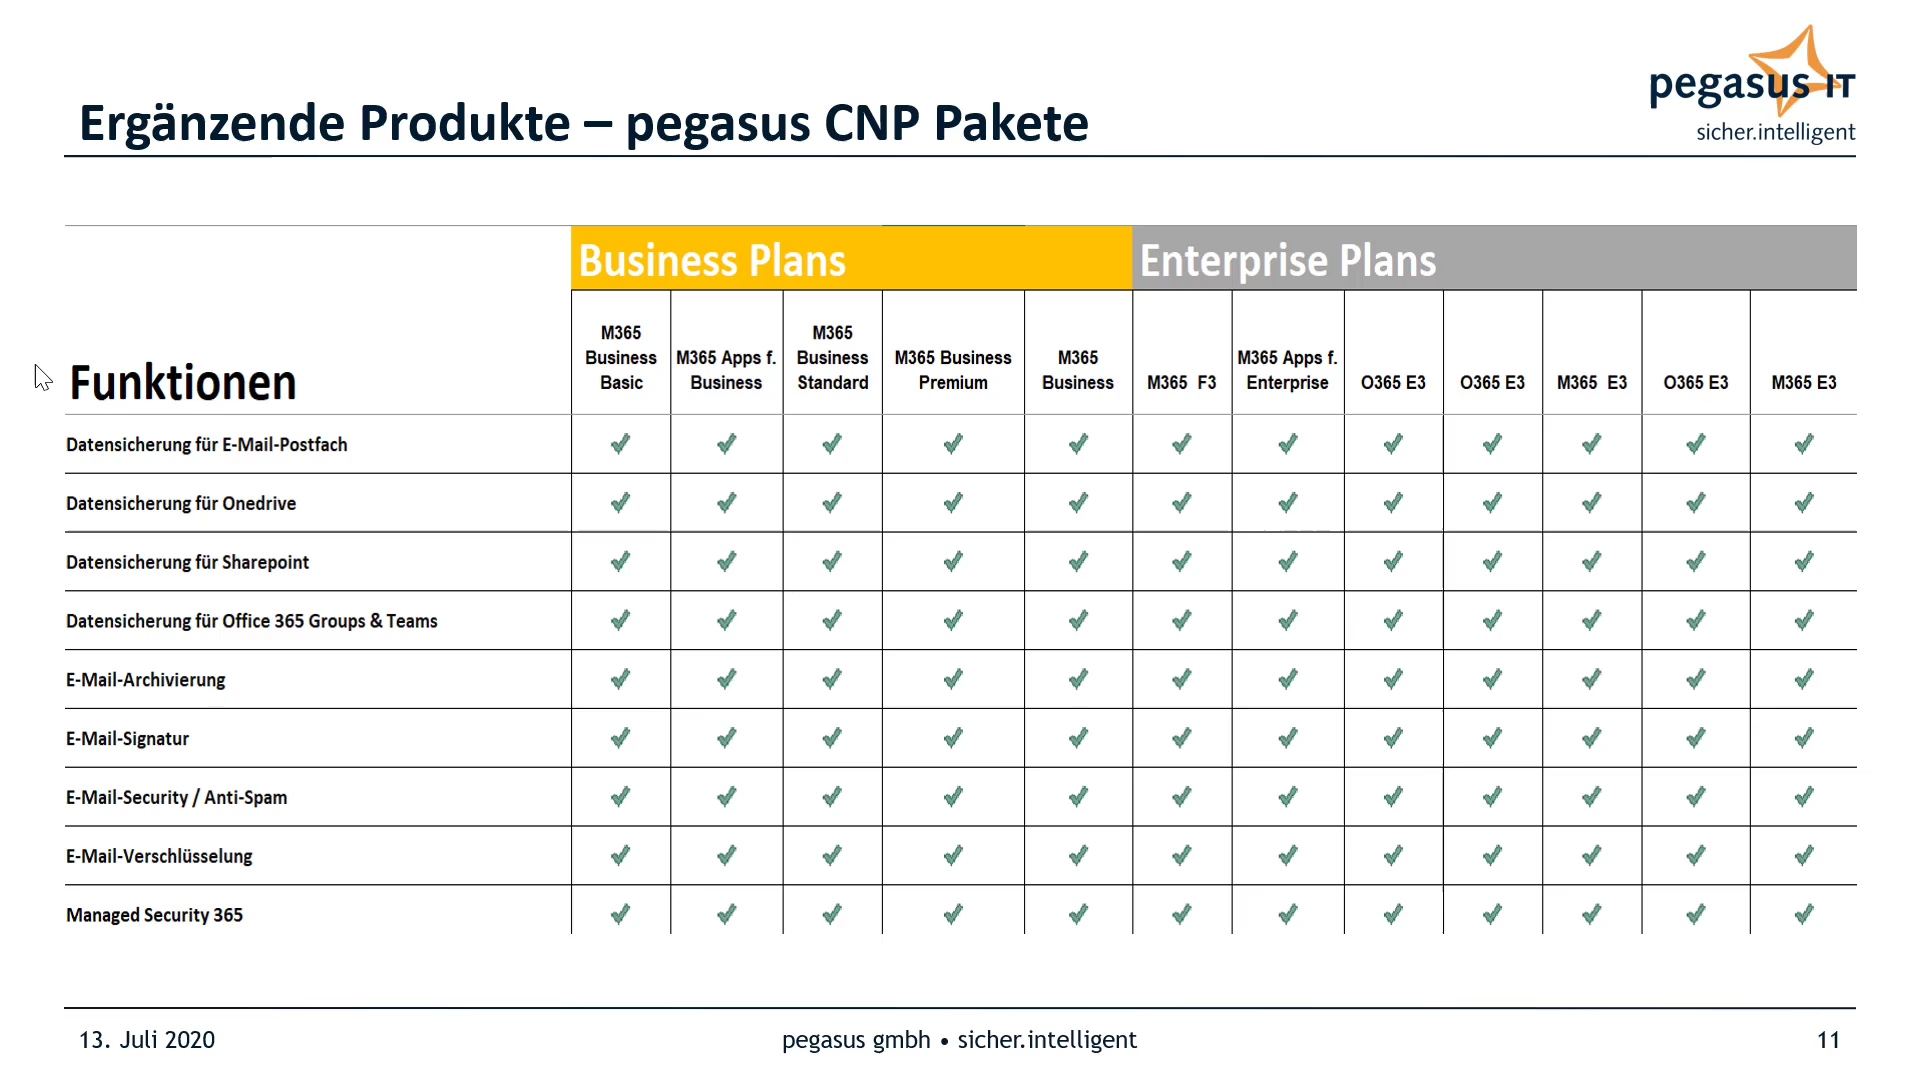 pegasus IT
sicher.intelligent
Ergänzende Produkte – pegasus CNP Pakete
Business Plans Enterprise Plans
Funktionen
M365 Business Basic
M365 Apps f. Business
M365 Business Standard
M365 Business Premium
M365 Business
M365 F3
M365 Apps f. Enterprise
O365 E3
O365 E3
M365 E3
O365 E3
M365 E3
Datensicherung für E-Mail-Postfach
Datensicherung für Onedrive
Datensicherung für Sharepoint
Datensicherung für Office 365 Groups & Teams
E-Mail-Archivierung
E-Mail-Signatur
E-Mail-Security / Anti-Spam
E-Mail-Verschlüsselung
Managed Security 365
13. Juli 2020
pegasus gmbh • sicher.intelligent
11